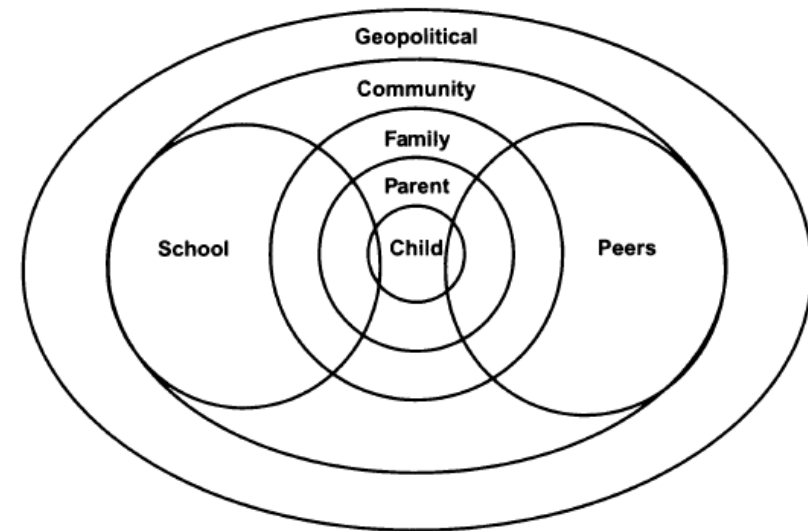 Geopolitical
Community
Family
Parent
School
Child
Peers